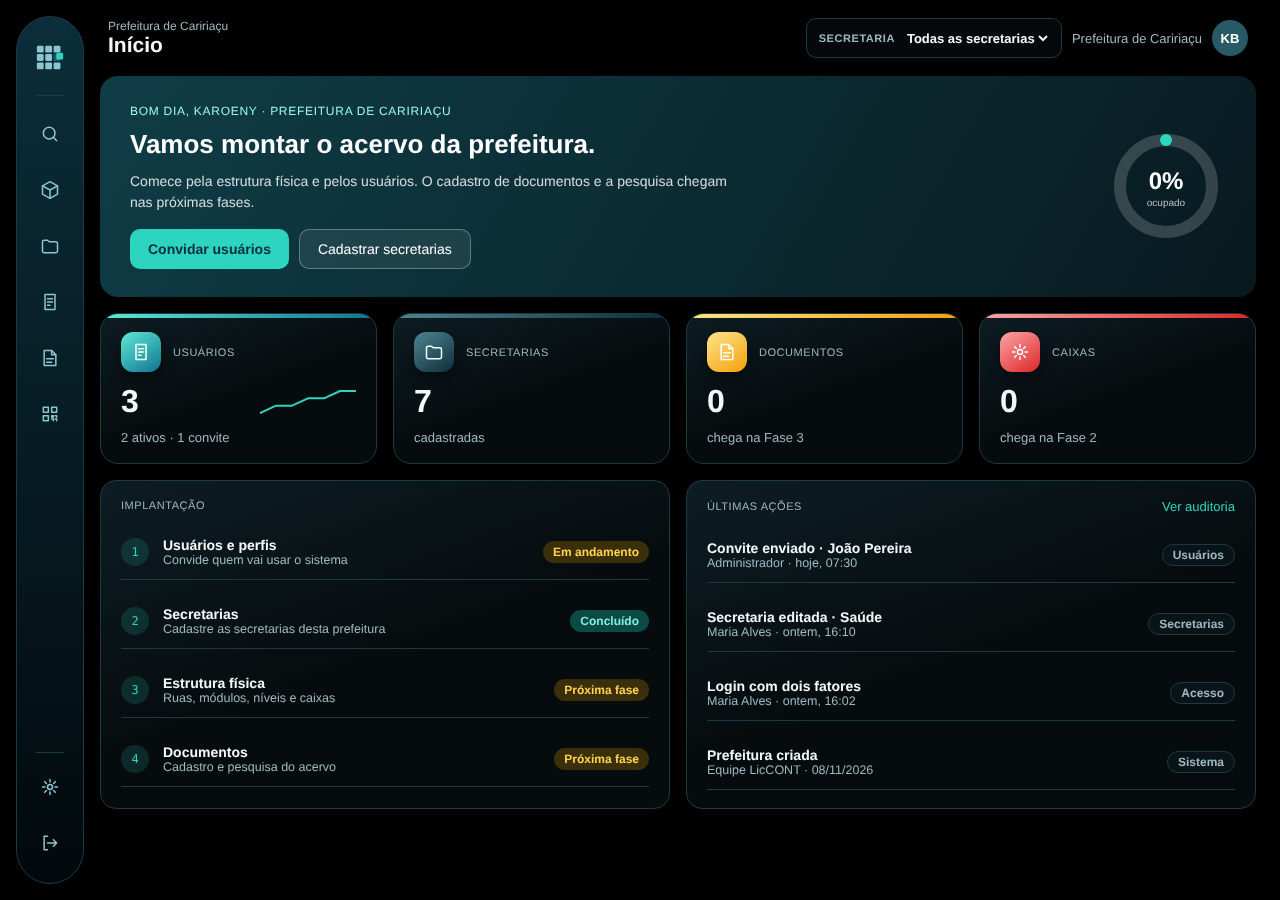 Prefeitura de Caririaçu
Início
SECRETARIA Todas as secretarias
Prefeitura de Caririaçu
KB
BOM DIA, KAROENY · PREFEITURA DE CARIRIAÇU
Vamos montar o acervo da prefeitura.
Comece pela estrutura física e pelos usuários. O cadastro de documentos e a pesquisa chegam
nas próximas fases.
Convidar usuários
Cadastrar secretarias
0%
ocupado
USUÁRIOS
3
2 ativos · 1 convite
SECRETARIAS
7
cadastradas
DOCUMENTOS
0
chega na Fase 3
CAIXAS
0
chega na Fase 2
IMPLANTAÇÃO
1
Usuários e perfis
Convide quem vai usar o sistema
Em andamento
2
Secretarias
Cadastre as secretarias desta prefeitura
Concluído
3
Estrutura física
Ruas, módulos, níveis e caixas
Próxima fase
4
Documentos
Cadastro e pesquisa do acervo
Próxima fase
ÚLTIMAS AÇÕES
Ver auditoria
Convite enviado · João Pereira
Administrador · hoje, 07:30
Usuários
Secretaria editada · Saúde
Maria Alves · ontem, 16:10
Secretarias
Login com dois fatores
Maria Alves · ontem, 16:02
Acesso
Prefeitura criada
Equipe LicCONT · 08/11/2026
Sistema